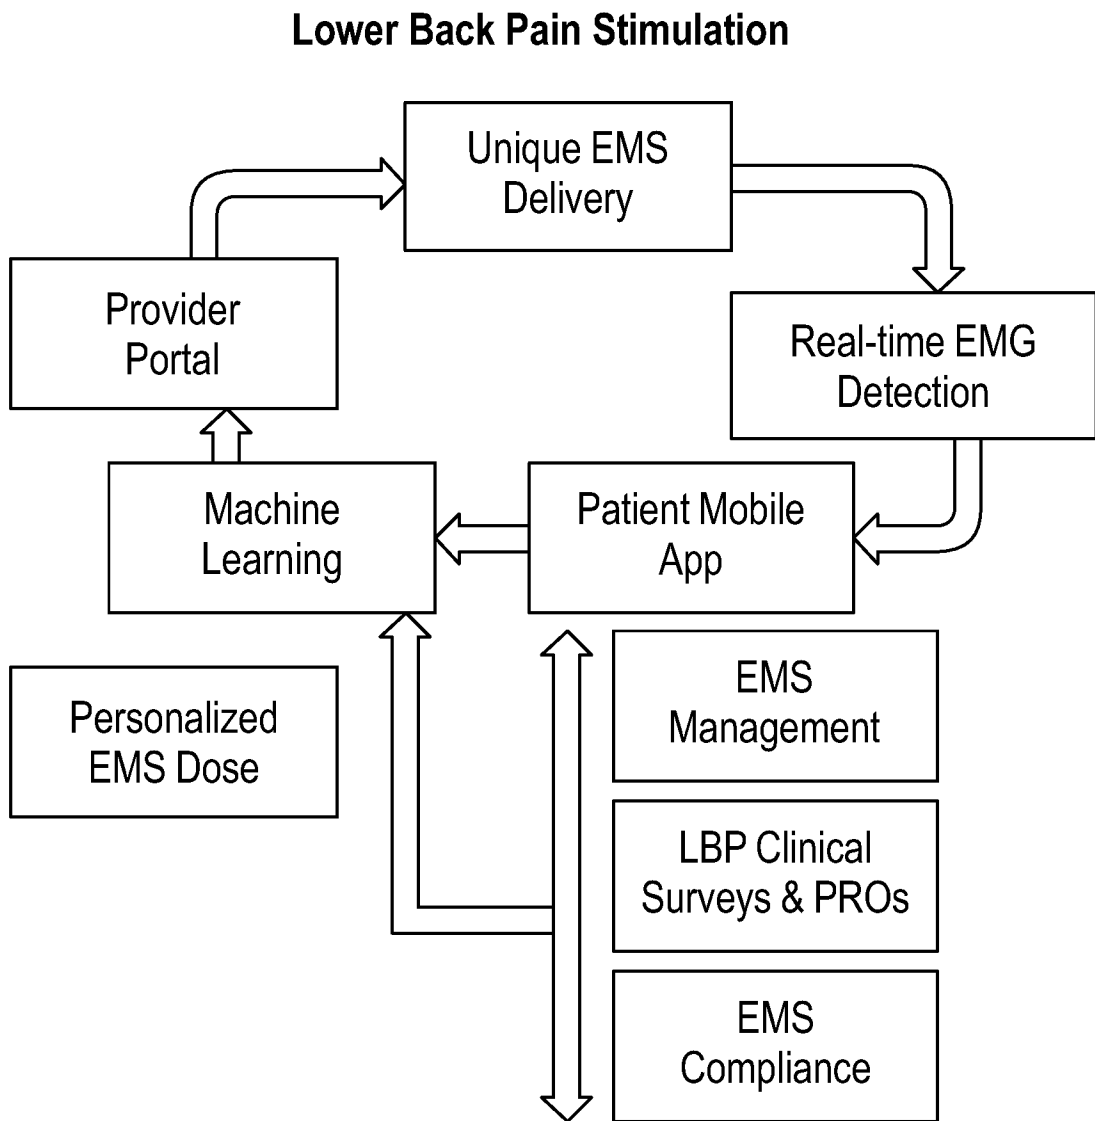 Lower Back Pain Stimulation
Unique EMS
Delivery
Provider
Portal
Real-time EMG
Detection
Machine
Learning
Patient Mobile
App
Personalized
EMS Dose
EMS
Management
LBP Clinical
Surveys & PROs
EMS
Compliance